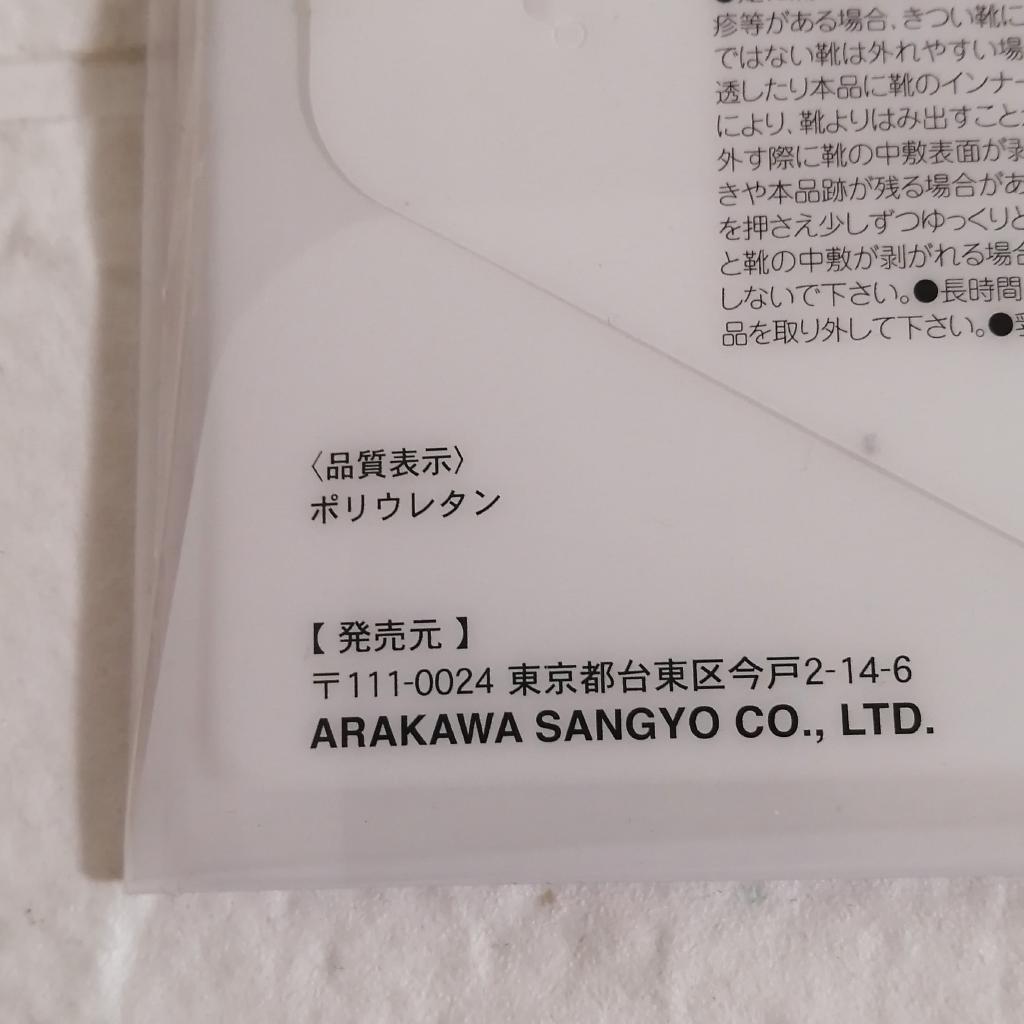 疹等がある場合、きつい靴に
ではない靴は外れやすい場
透したり本品に靴のインナー
により、靴よりはみ出すこと
外す際に靴の中敷表面が剥
きや本品跡が残る場合があ
を押さえ少しずつゆっくりと
と靴の中敷が剥がれる場合
しないで下さい。●長時間
品を取り外して下さい。●
〈品質表示〉
ポリウレタン
【 発売元 】
〒111-0024 東京都台東区今戸2-14-6
ARAKAWA SANGYO CO., LTD.